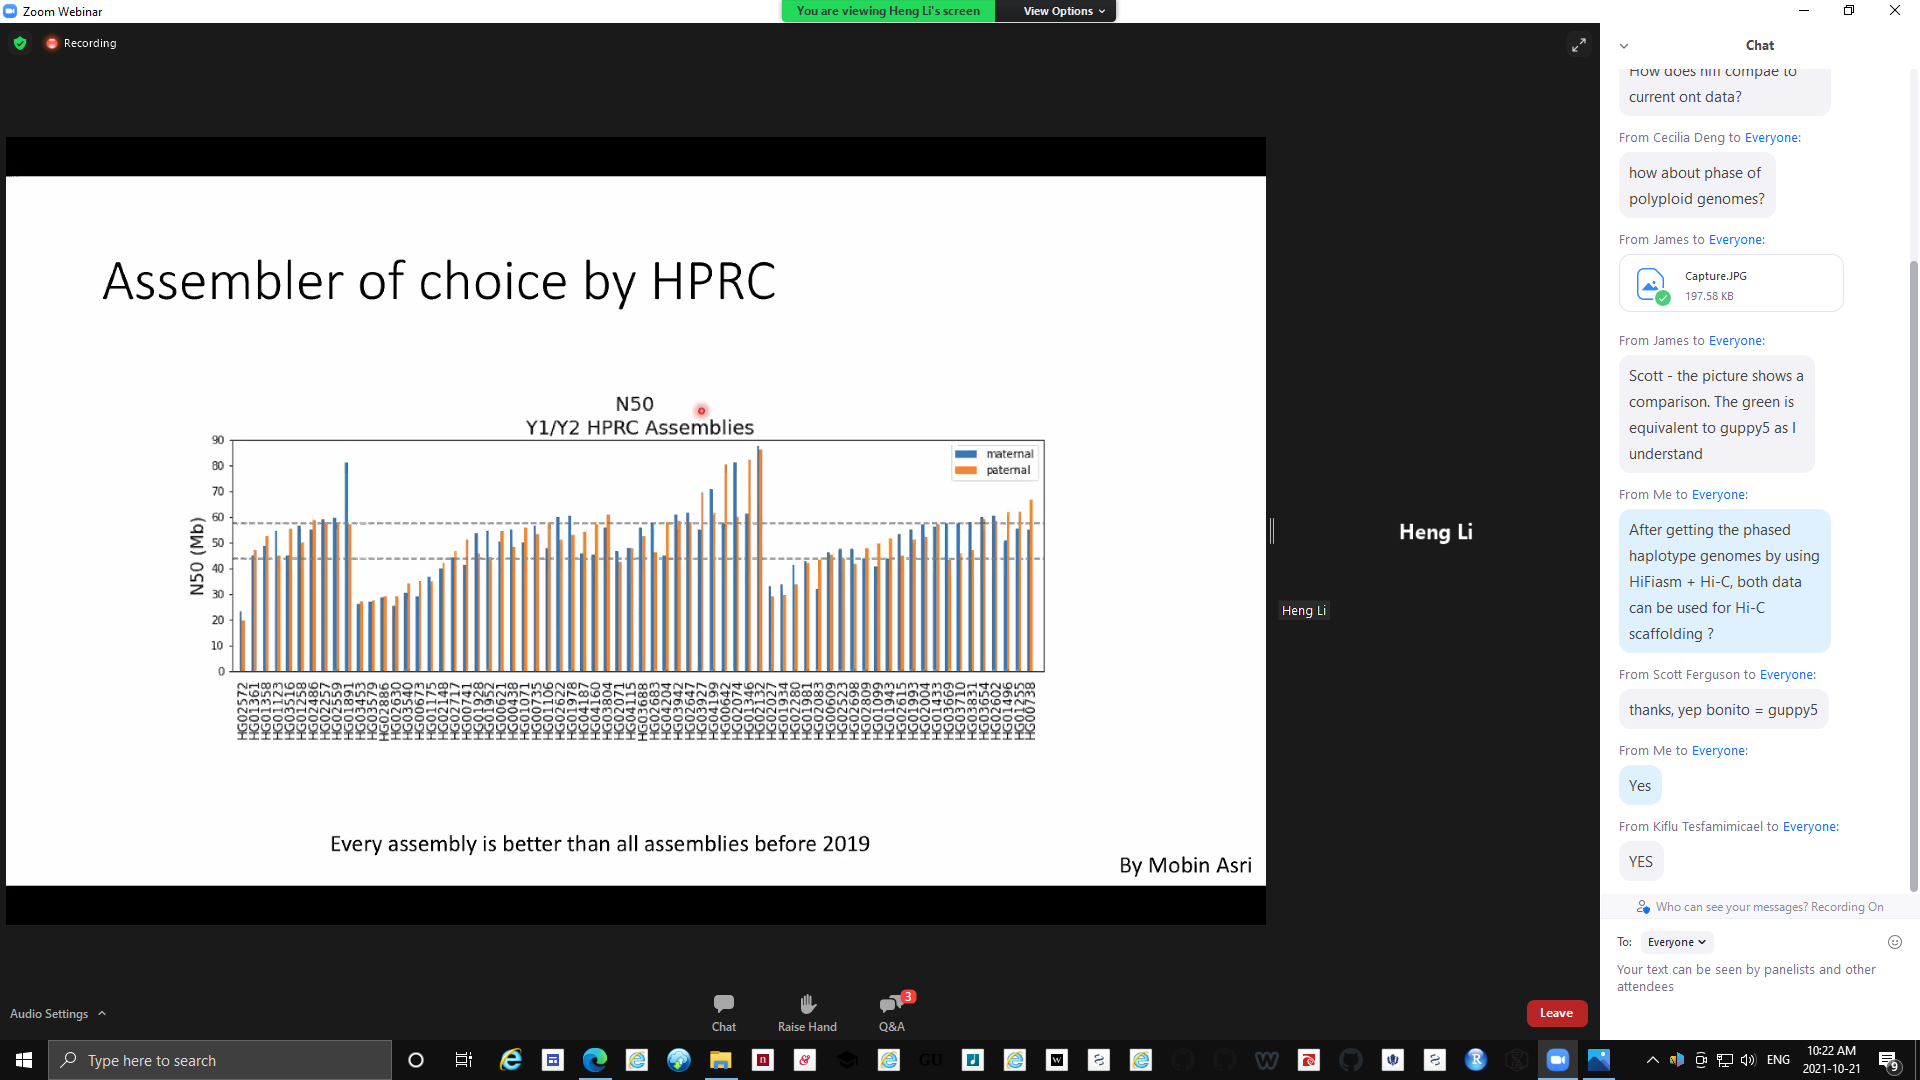 Zoom Webinar
You are viewing Heng Li's screen
View Options
Recording
Assembler of choice by HPRC
N50
Y1/Y2 HPRC Assemblies
90
80
70
60
50
40
30
20
10
0
N50 (Mb)
maternal
paternal
HG02572
HG01361
HG01358
HG01123
HG03516
HG01258
HG02486
HG02257
HG02559
HG01891
HG03453
HG03579
HG02886
HG02630
HG03540
HG00673
HG01175
HG02148
HG02717
HG00741
HG01928
HG01952
HG00621
HG00438
HG01071
HG00735
HG01106
HG02622
HG01978
HG04187
HG04160
HG03804
HG02071
HG04115
HG03688
HG02683
HG04204
HG03942
HG02647
HG03927
HG04199
HG00642
HG02074
HG01346
HG02132
HG02027
HG01934
HG02280
HG01981
HG02083
HG00609
HG02523
HG02698
HG02809
HG01099
HG01943
HG02615
HG01993
HG02004
HG01433
HG03669
HG03710
HG03831
HG03654
HG02602
HG01496
HG01255
HG00738
Every assembly is better than all assemblies before 2019
By Mobin Asri
Heng Li
Heng Li
Audio Settings
Chat
Raise Hand
3
Q&A
Leave
Chat
How does hifi compae to
current ont data?
From Cecilia Deng to Everyone:
how about phase of
polyploid genomes?
From James to Everyone:
Capture.JPG
197.58 KB
From James to Everyone:
Scott - the picture shows a
comparison. The green is
equivalent to guppy5 as I
understand
From Me to Everyone:
After getting the phased
haplotype genomes by using
HiFiasm + Hi-C, both data
can be used for Hi-C
scaffolding ?
From Scott Ferguson to Everyone:
thanks, yep bonito = guppy5
From Me to Everyone:
Yes
From Kiflu Tesfamimicael to Everyone:
YES
Who can see your messages? Recording On
To: Everyone
Your text can be seen by panelists and other
attendees
Type here to search
GU
ENG
10:22 AM
2021-10-21
9